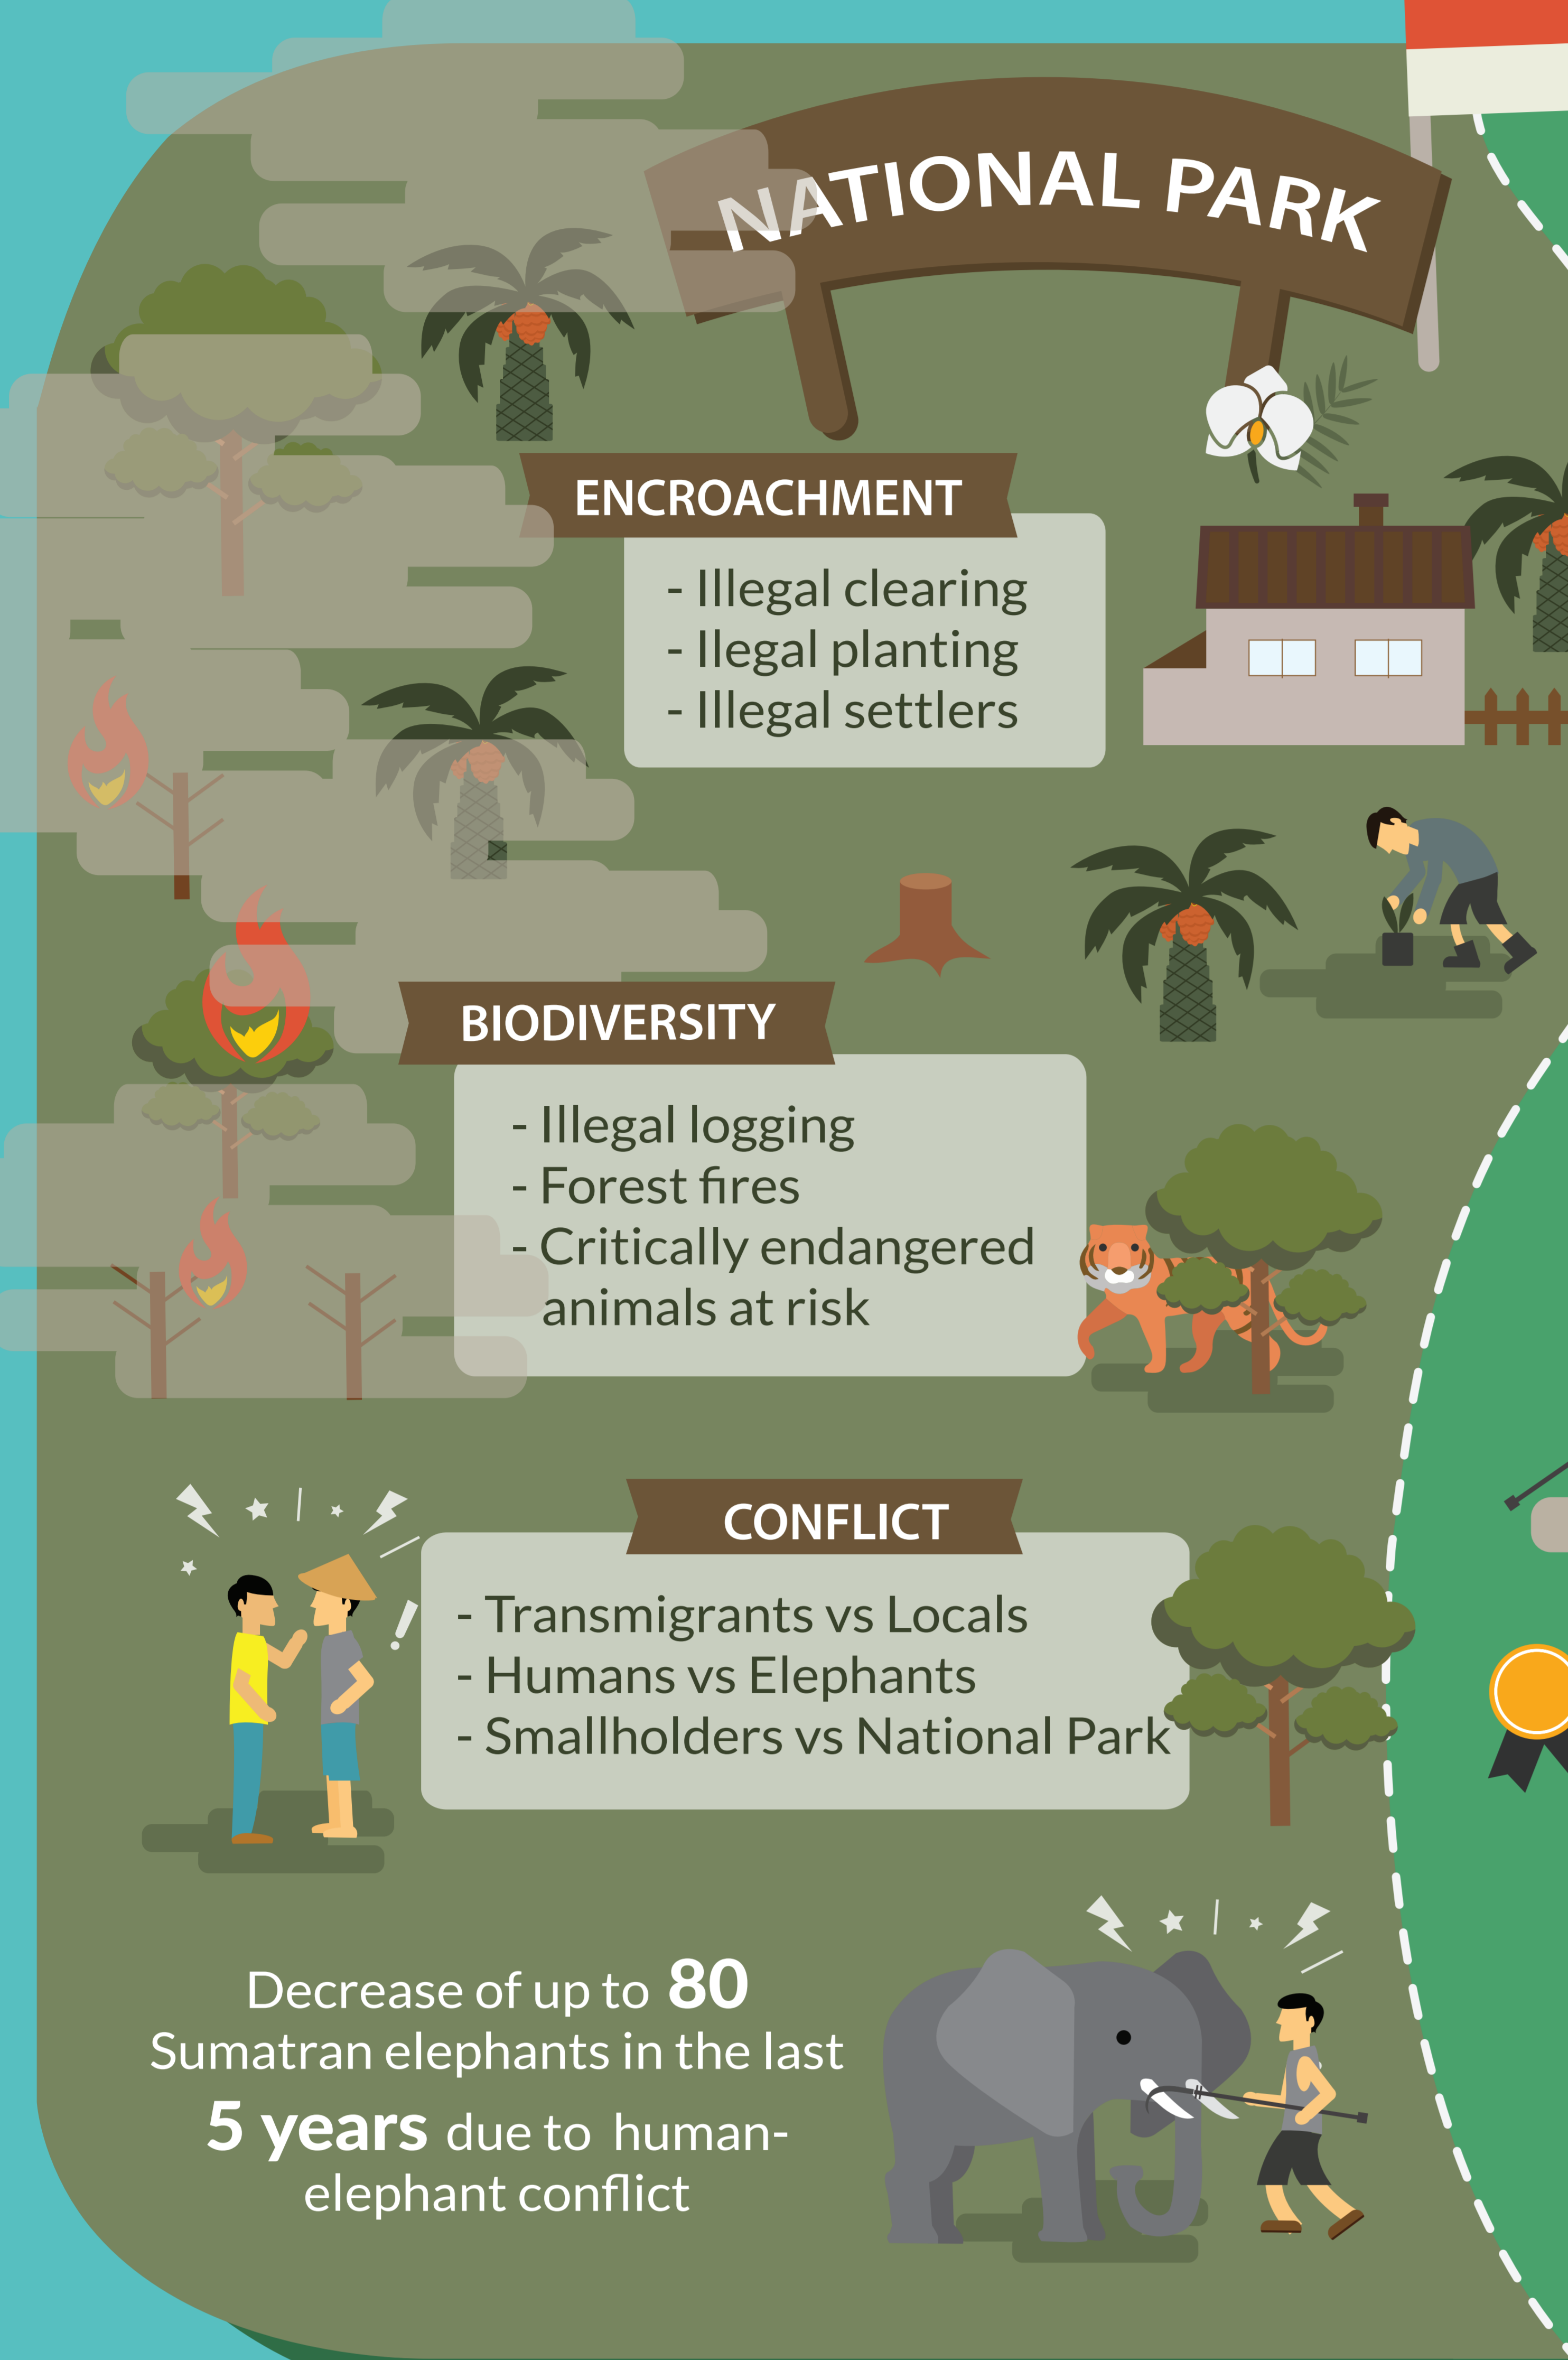 NATIONAL PARK
ENCROACHMENT
- Illegal clearing
- Ilegal planting
- Illegal settlers
BIODIVERSITY
- Illegal logging
- Forest fires
- Critically endangered
animals at risk
CONFLICT
- Transmigrants vs Locals
- Humans vs Elephants
- Smallholders vs National Park
Decrease of up to 80
Sumatran elephants in the last
5 years due to human-
elephant conflict